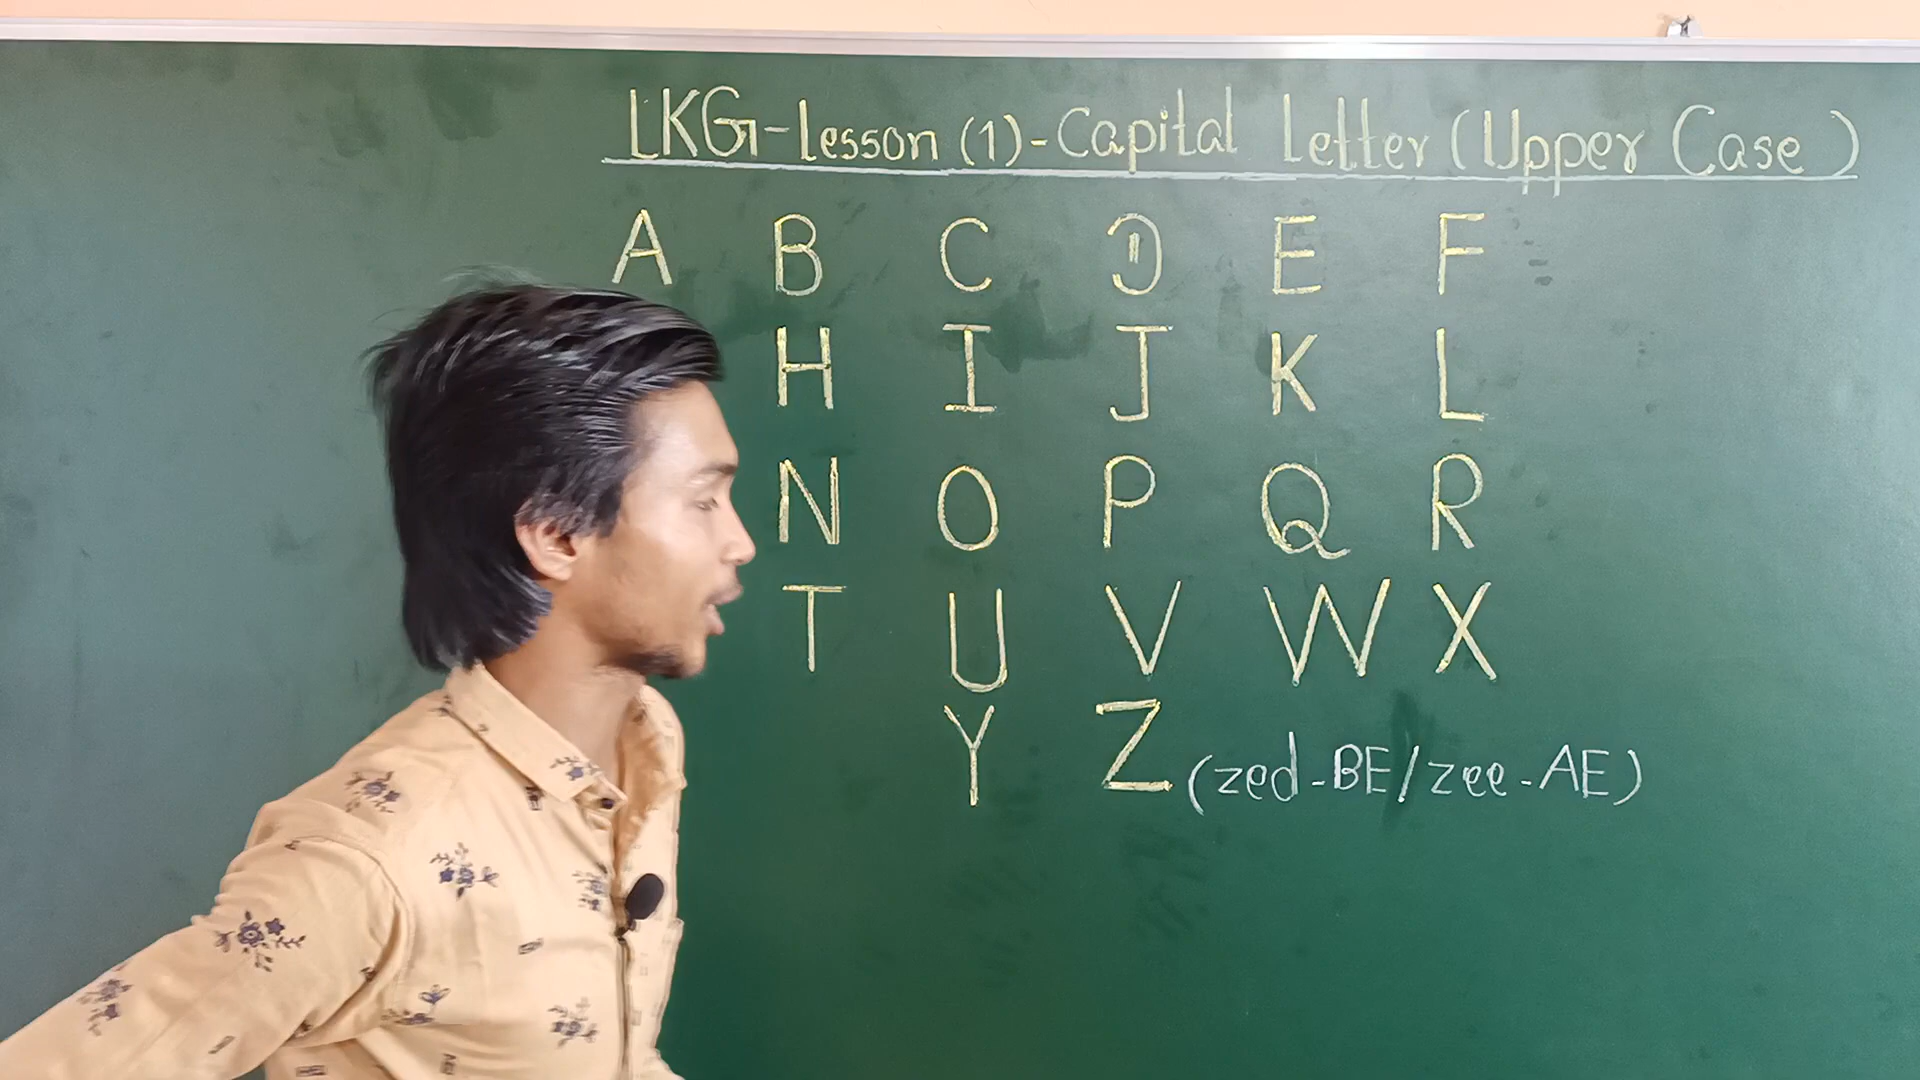 LKG-Lesson (1)-Capital Letter (Upper Case)
A B C D E F
H I J K L
N O P Q R
T U V W X
Y Z (zed-BE/zee-AE)